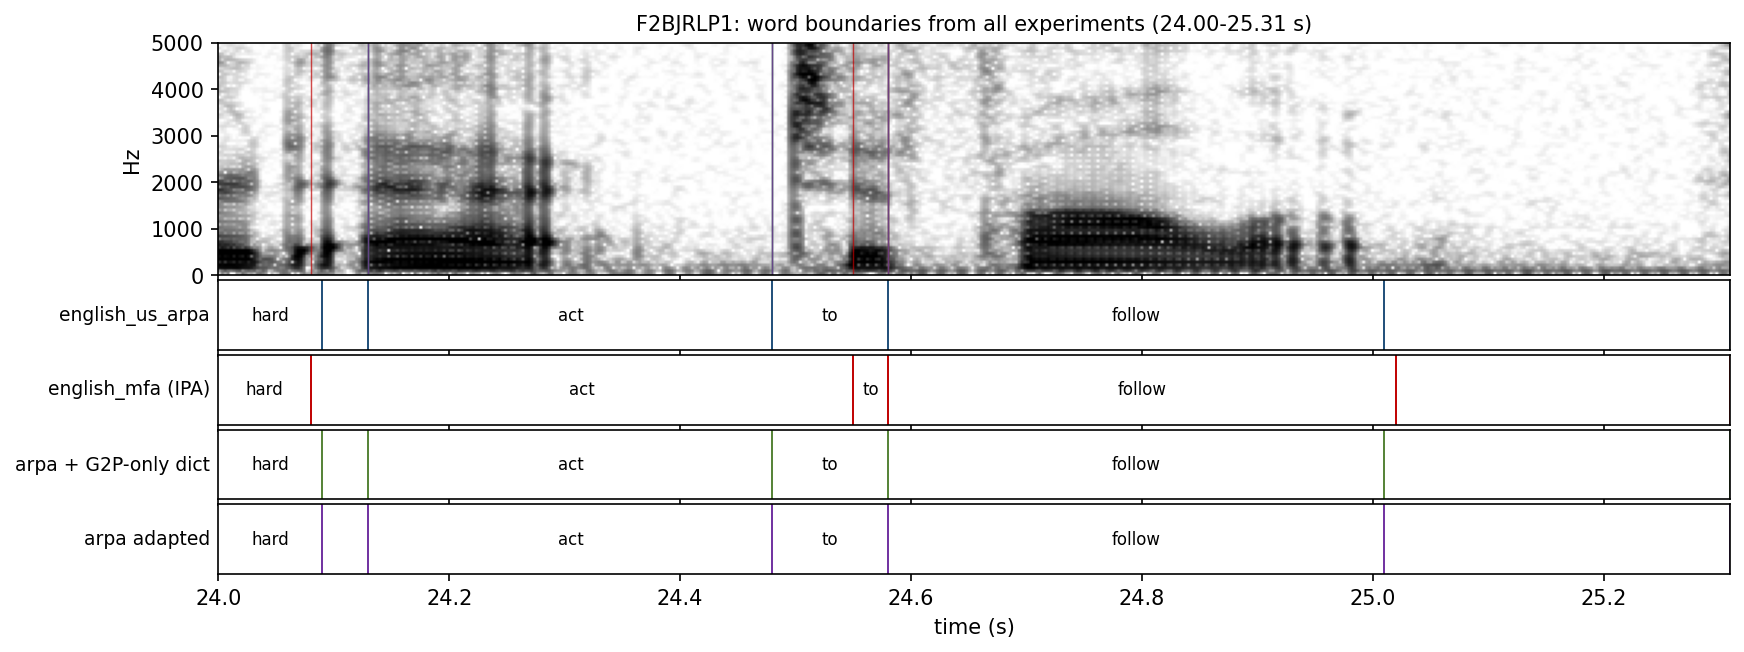 F2BJRLP1: word boundaries from all experiments (24.00-25.31 s)
5000
4000
3000
2000
1000
0
Hz
english_us_arpa hard act to follow
english_mfa (IPA) hard act to follow
arpa + G2P-only dict hard act to follow
arpa adapted hard act to follow
24.0 24.2 24.4 24.6 24.8 25.0 25.2
time (s)